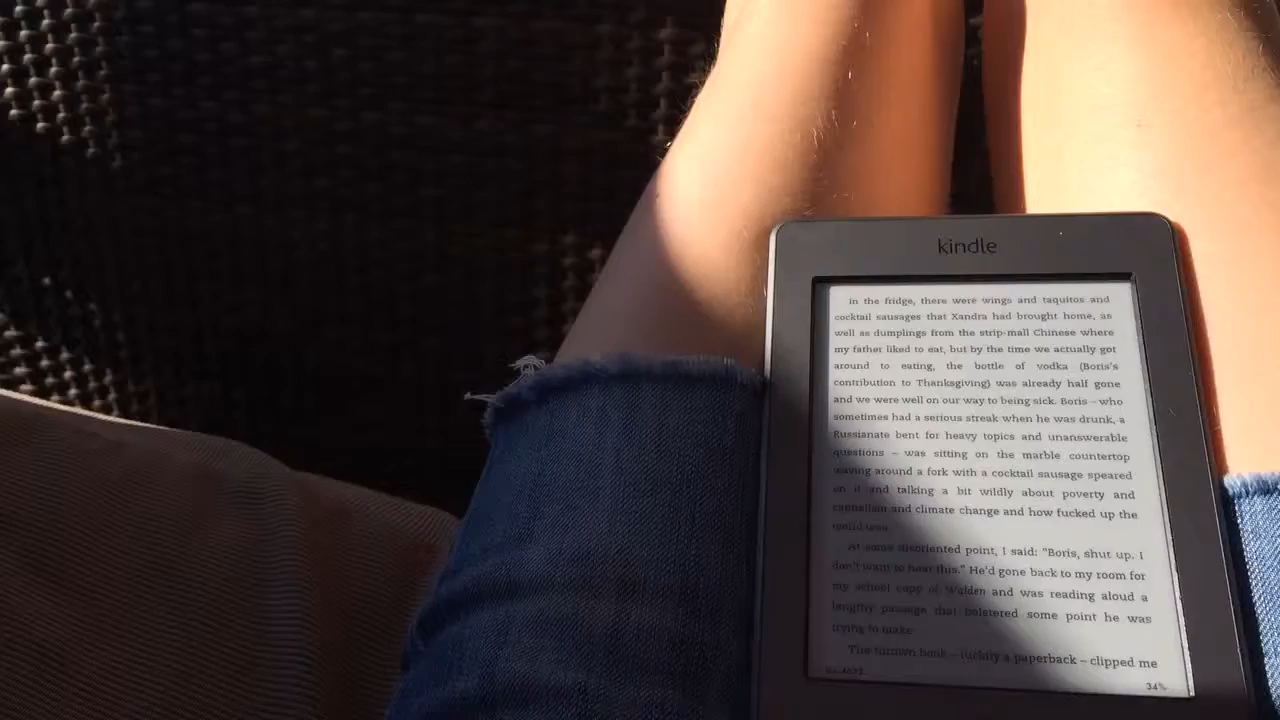 kindle
In the fridge, there were wings and taquitos and
cocktail sausages that Xandra had brought home, as
well as dumplings from the strip-mall Chinese where
my father liked to eat, but by the time we actually got
around to eating, the bottle of vodka (Boris's
contribution to Thanksgiving) was already half gone
and we were well on our way to being sick. Boris – who
sometimes had a serious streak when he was drunk, a
Russianate bent for heavy topics and unanswerable
questions – was sitting on the marble countertop
waving around a fork with a cocktail sausage speared
on it and talking a bit wildly about poverty and
capitalism and climate change and how fucked up the
world was.
At some disoriented point, I said: "Boris, shut up. I
don't want to hear this." He'd gone back to my room for
my school copy of Walden and was reading aloud a
lengthy passage that bolstered some point he was
trying to make.
The thrown book – luckily a paperback – clipped me
34%